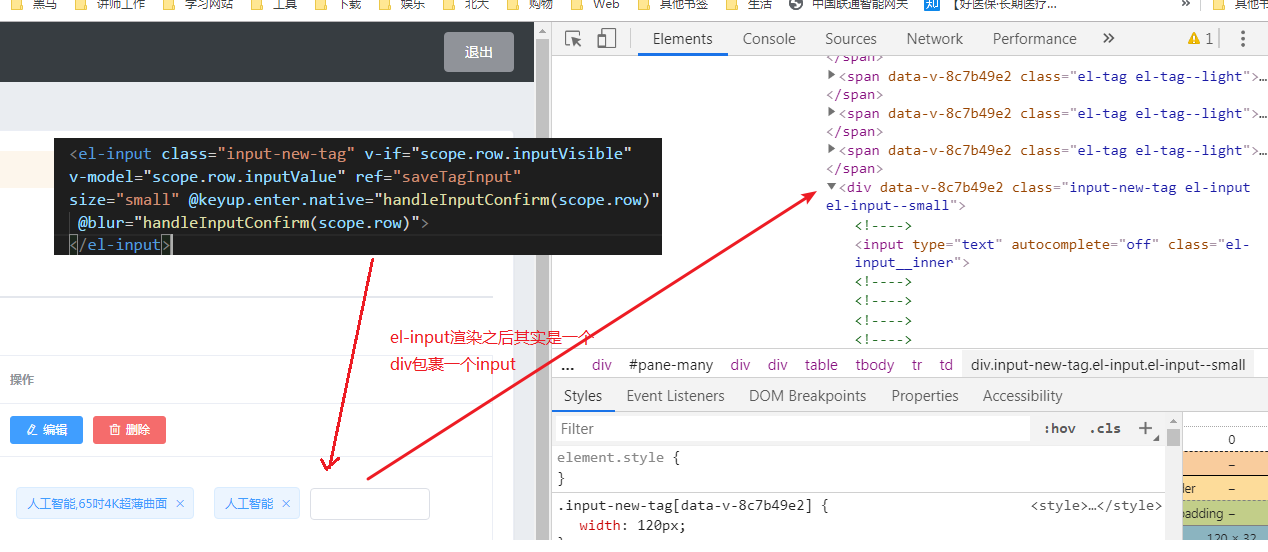 黑马 讲师工作 学习网站 工具 下载 娱乐 北大 购物 Web 其他书签 生活 中国联通智能网关 知 【好医保·长期医疗... » 其他书
退出
<el-input class="input-new-tag" v-if="scope.row.inputVisible"
v-model="scope.row.inputValue" ref="saveTagInput"
size="small" @keyup.enter.native="handleInputConfirm(scope.row)"
@blur="handleInputConfirm(scope.row)">
</el-input>
el-input渲染之后其实是一个
div包裹一个input
操作
编辑 删除
人工智能,65吋4K超薄曲面 × 人工智能 ×
Elements Console Sources Network Performance » 1
</span>
<span data-v-8c7b49e2 class="el-tag el-tag--light">…
</span>
<span data-v-8c7b49e2 class="el-tag el-tag--light">…
</span>
<span data-v-8c7b49e2 class="el-tag el-tag--light">…
</span>
<div data-v-8c7b49e2 class="input-new-tag el-input
el-input--small">
<!---->
<input type="text" autocomplete="off" class="el-
input__inner">
<!---->
<!---->
<!---->
<!---->
... div #pane-many div div table tbody tr td div.input-new-tag.el-input.el-input--small
Styles Event Listeners DOM Breakpoints Properties Accessibility
Filter :hov .cls +
element.style {
}
.input-new-tag[data-v-8c7b49e2] { <style>…</style>
width: 120px;
0
–
der –
padding –
120 × 32